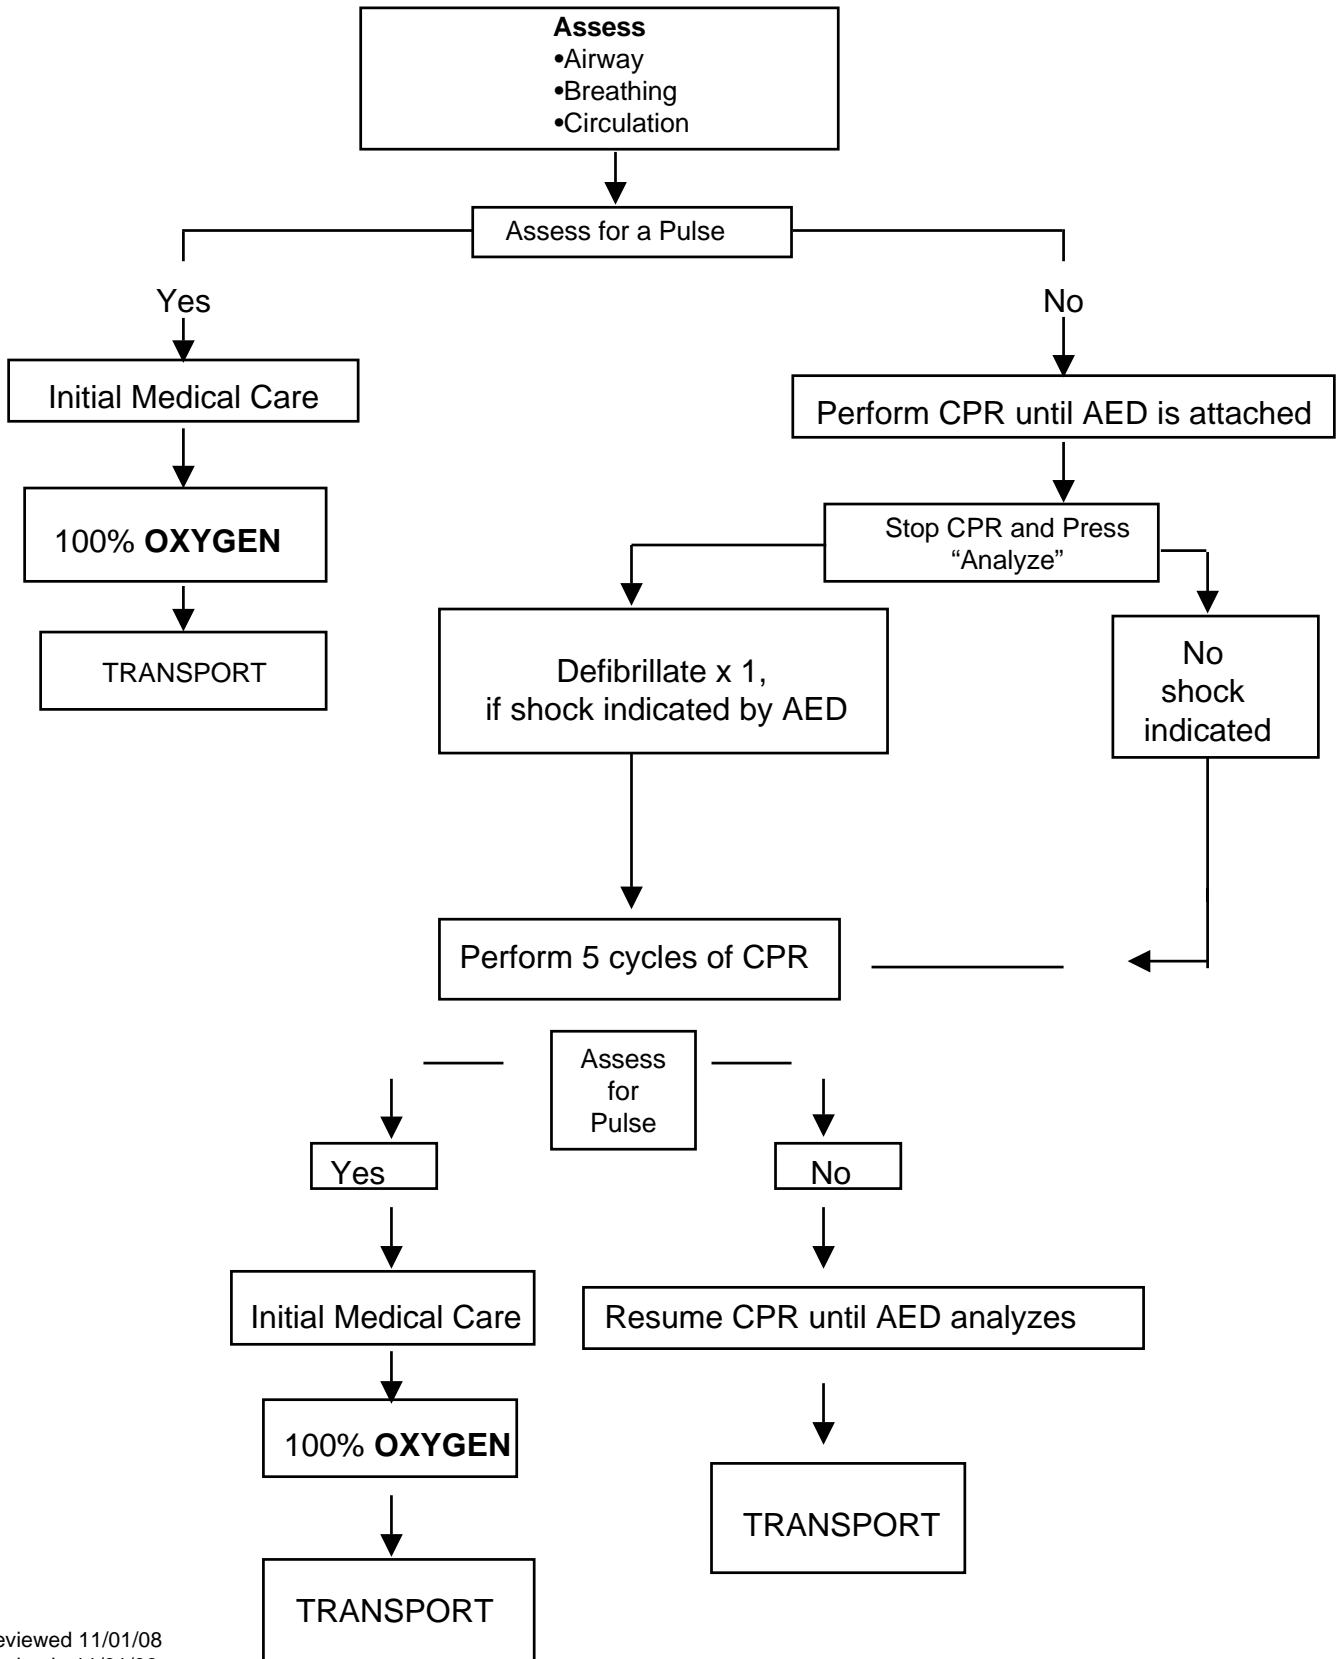 Assess
•Airway
•Breathing
•Circulation
Assess for a Pulse
Yes
No
Initial Medical Care
Perform CPR until AED is attached
100% OXYGEN
Stop CPR and Press
“Analyze”
TRANSPORT
Defibrillate x 1,
if shock indicated by AED
No
shock
indicated
Perform 5 cycles of CPR
Assess
for
Pulse
Yes
No
Initial Medical Care
Resume CPR until AED analyzes
100% OXYGEN
TRANSPORT
TRANSPORT
eviewed 11/01/08